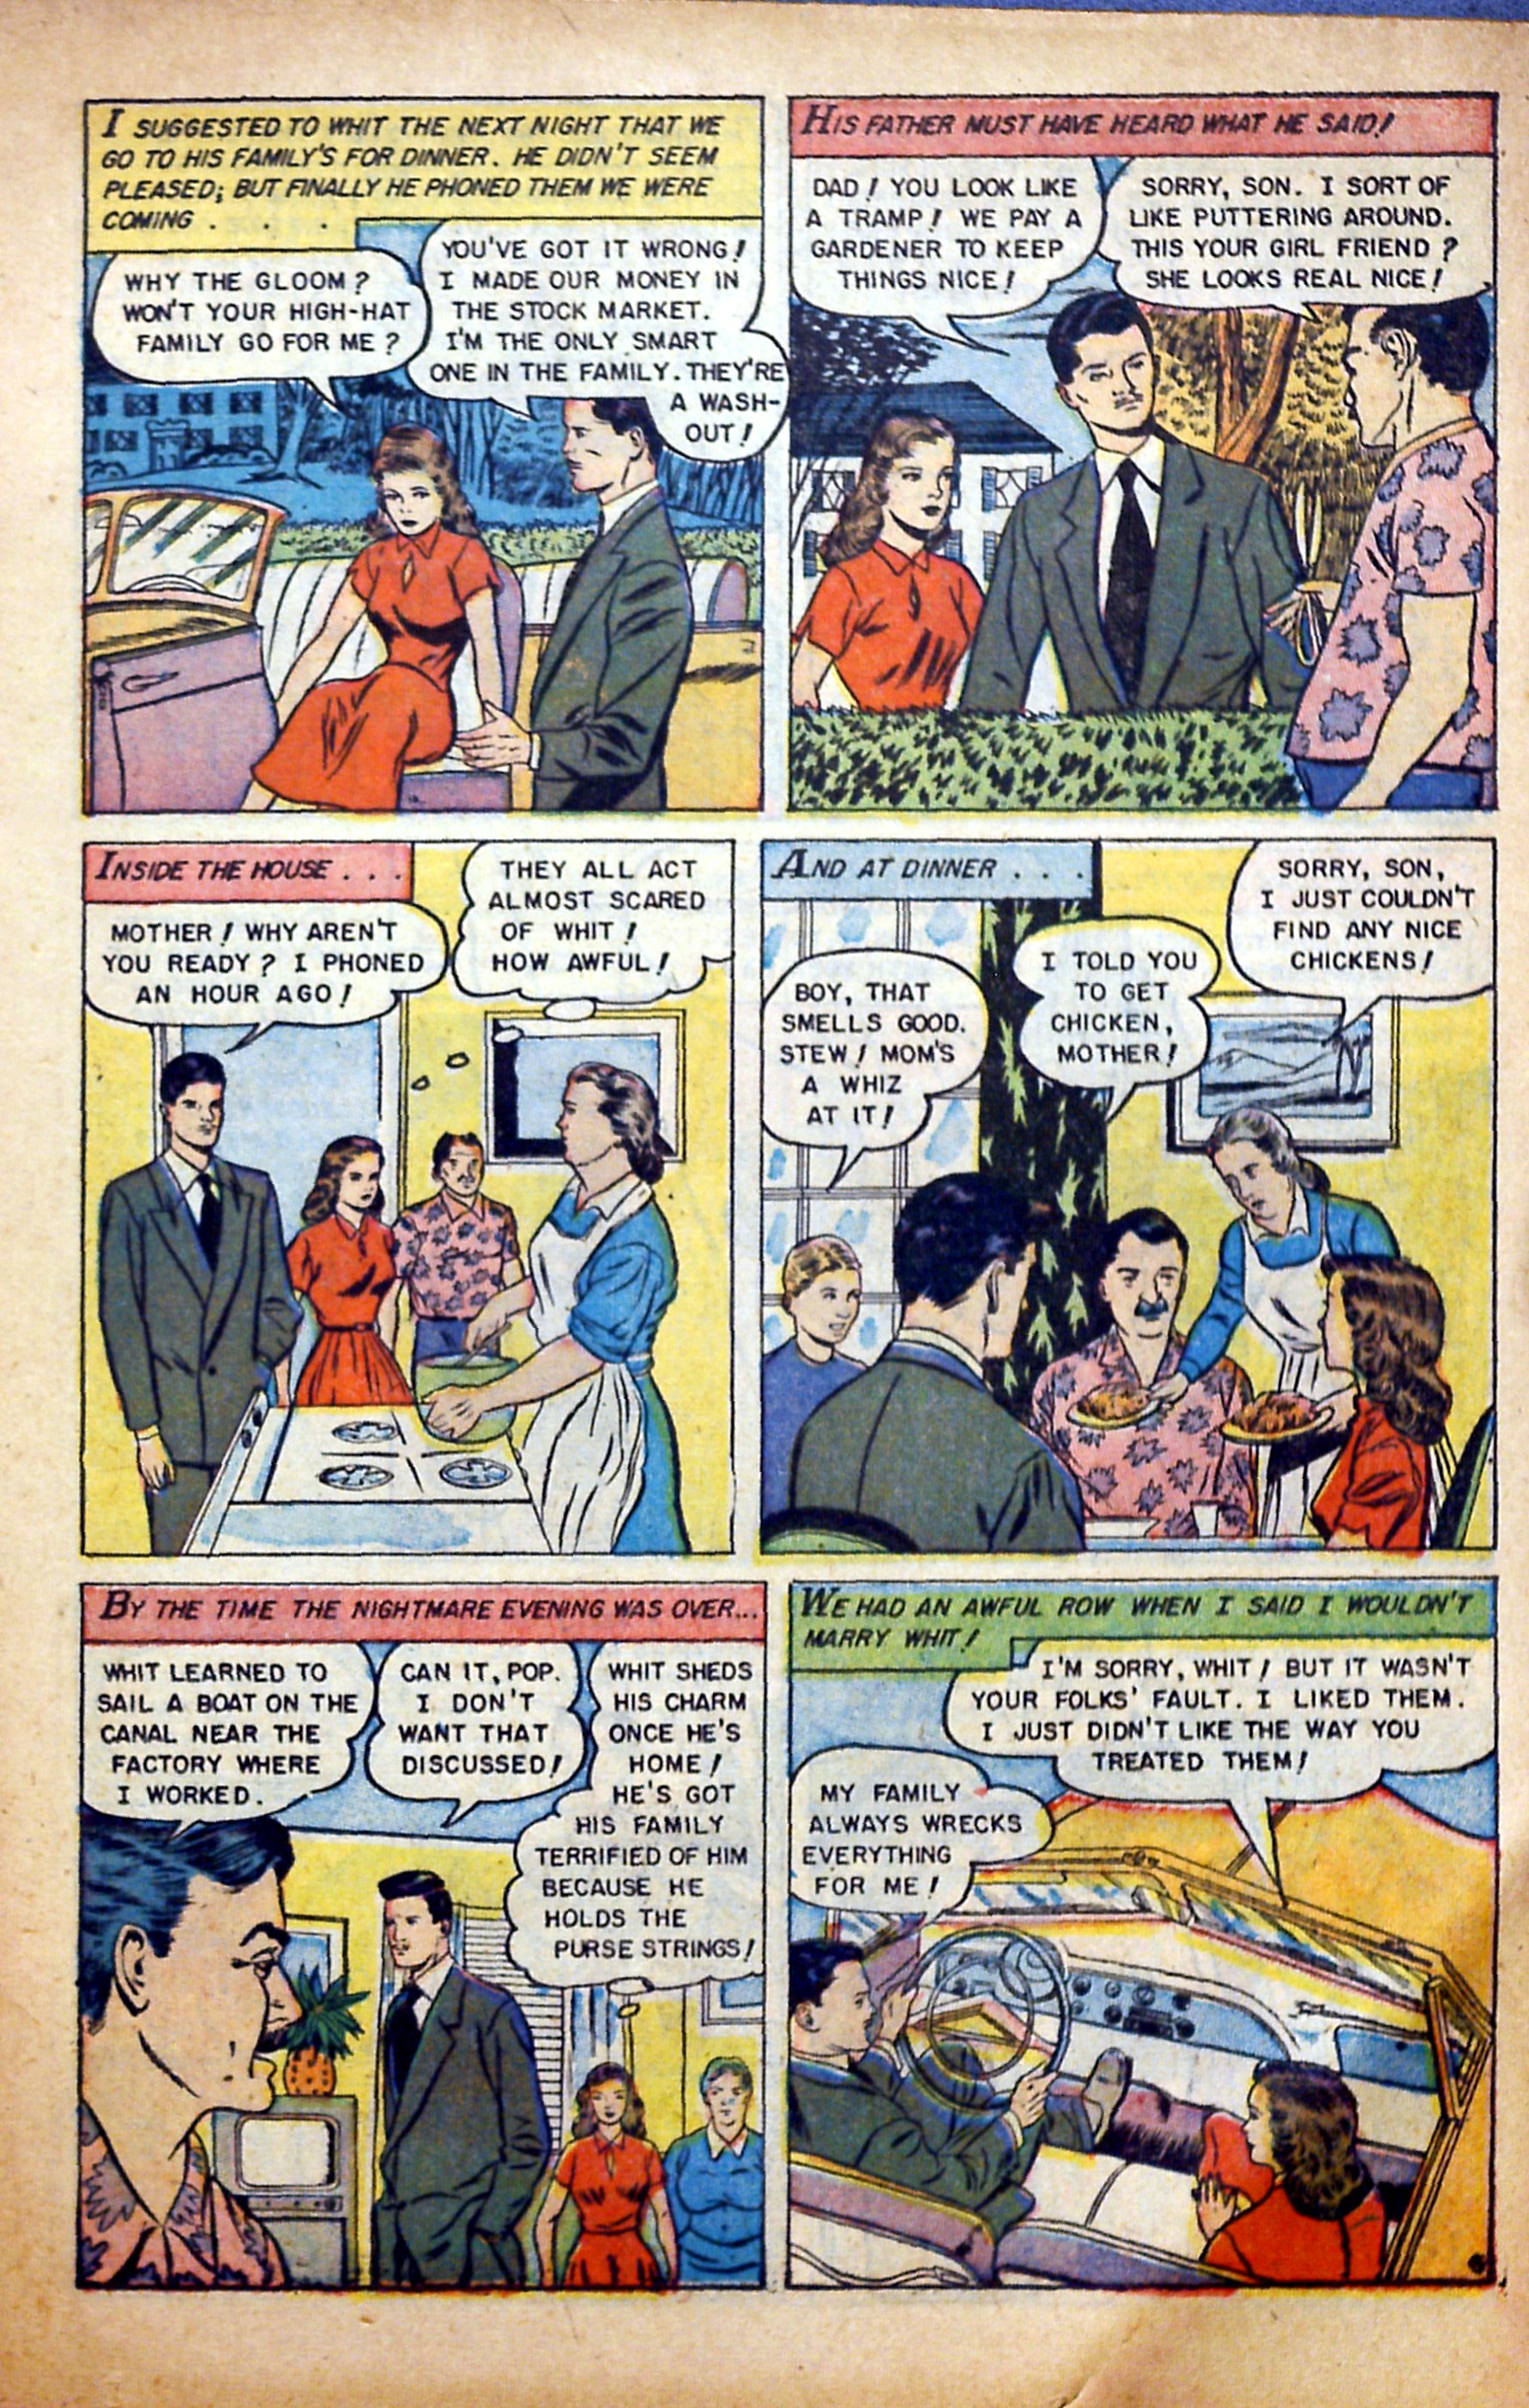 I SUGGESTED TO WHIT THE NEXT NIGHT THAT WE
GO TO HIS FAMILY'S FOR DINNER. HE DIDN'T SEEM
PLEASED; BUT FINALLY HE PHONED THEM WE WERE
COMING . . .
WHY THE GLOOM?
WON'T YOUR HIGH-HAT
FAMILY GO FOR ME?
YOU'VE GOT IT WRONG!
I MADE OUR MONEY IN
THE STOCK MARKET.
I'M THE ONLY SMART
ONE IN THE FAMILY. THEY'RE
A WASH-
OUT!
HIS FATHER MUST HAVE HEARD WHAT HE SAID!
DAD! YOU LOOK LIKE
A TRAMP! WE PAY A
GARDENER TO KEEP
THINGS NICE!
SORRY, SON. I SORT OF
LIKE PUTTERING AROUND.
THIS YOUR GIRL FRIEND?
SHE LOOKS REAL NICE!
INSIDE THE HOUSE . . .
MOTHER! WHY AREN'T
YOU READY? I PHONED
AN HOUR AGO!
THEY ALL ACT
ALMOST SCARED
OF WHIT!
HOW AWFUL!
AND AT DINNER . . .
BOY, THAT
SMELLS GOOD.
STEW! MOM'S
A WHIZ
AT IT!
I TOLD YOU
TO GET
CHICKEN,
MOTHER!
SORRY, SON,
I JUST COULDN'T
FIND ANY NICE
CHICKENS!
BY THE TIME THE NIGHTMARE EVENING WAS OVER...
WHIT LEARNED TO
SAIL A BOAT ON THE
CANAL NEAR THE
FACTORY WHERE
I WORKED.
CAN IT, POP.
I DON'T
WANT THAT
DISCUSSED!
WHIT SHEDS
HIS CHARM
ONCE HE'S
HOME!
HE'S GOT
HIS FAMILY
TERRIFIED OF HIM
BECAUSE HE
HOLDS THE
PURSE STRINGS!
WE HAD AN AWFUL ROW WHEN I SAID I WOULDN'T
MARRY WHIT!
I'M SORRY, WHIT! BUT IT WASN'T
YOUR FOLKS' FAULT. I LIKED THEM.
I JUST DIDN'T LIKE THE WAY YOU
TREATED THEM!
MY FAMILY
ALWAYS WRECKS
EVERYTHING
FOR ME!